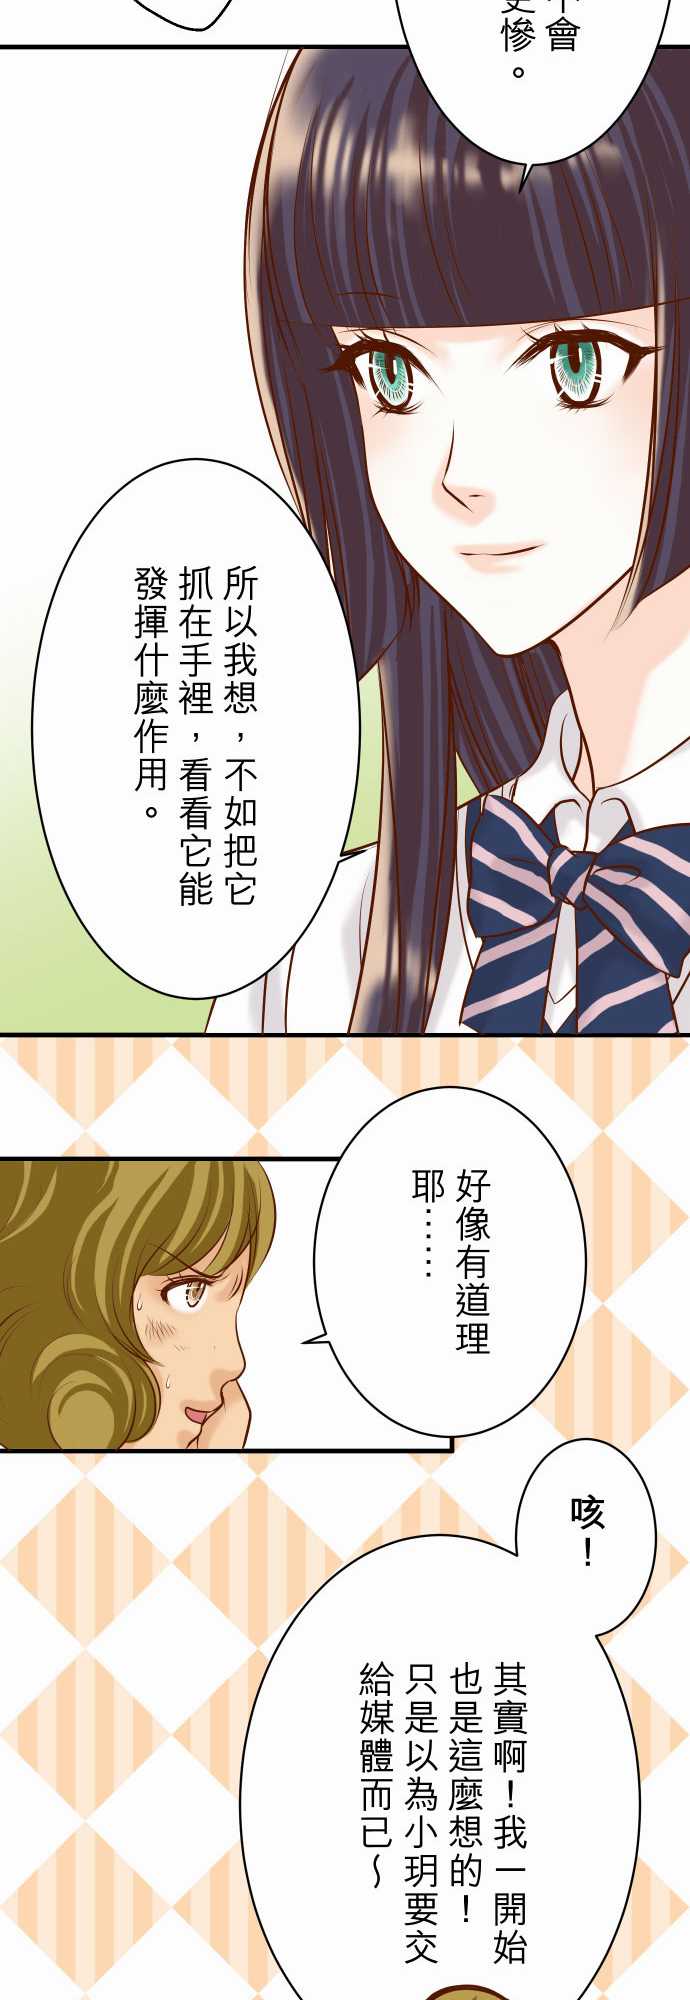 不會
更慘。
所以我想，不如把它
抓在手裡，看看它能
發揮什麼作用。
好像有道理
耶……
咳！
其實啊！我一開始
也是這麼想的！
只是以為小玥要交
給媒體而已～